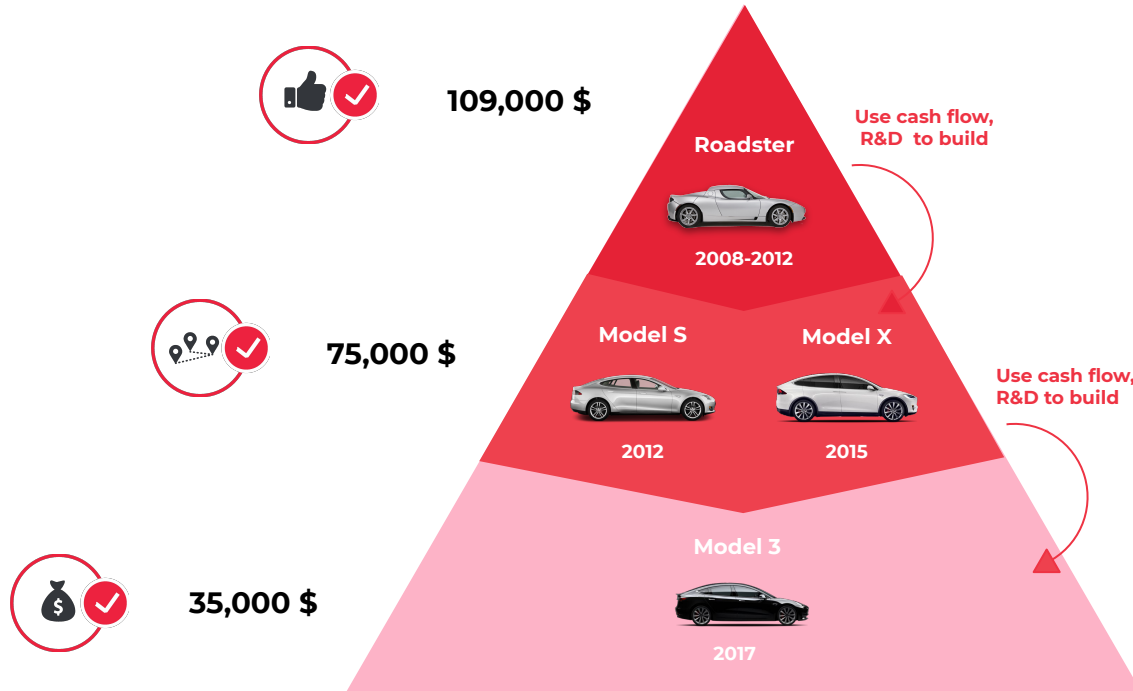 109,000 $
Use cash flow,
R&D  to build
Roadster
2008-2012
Model S
Model X
75,000 $
Use cash flow,
R&D to build
2012
2015
Model 3
35,000 $
$
2017